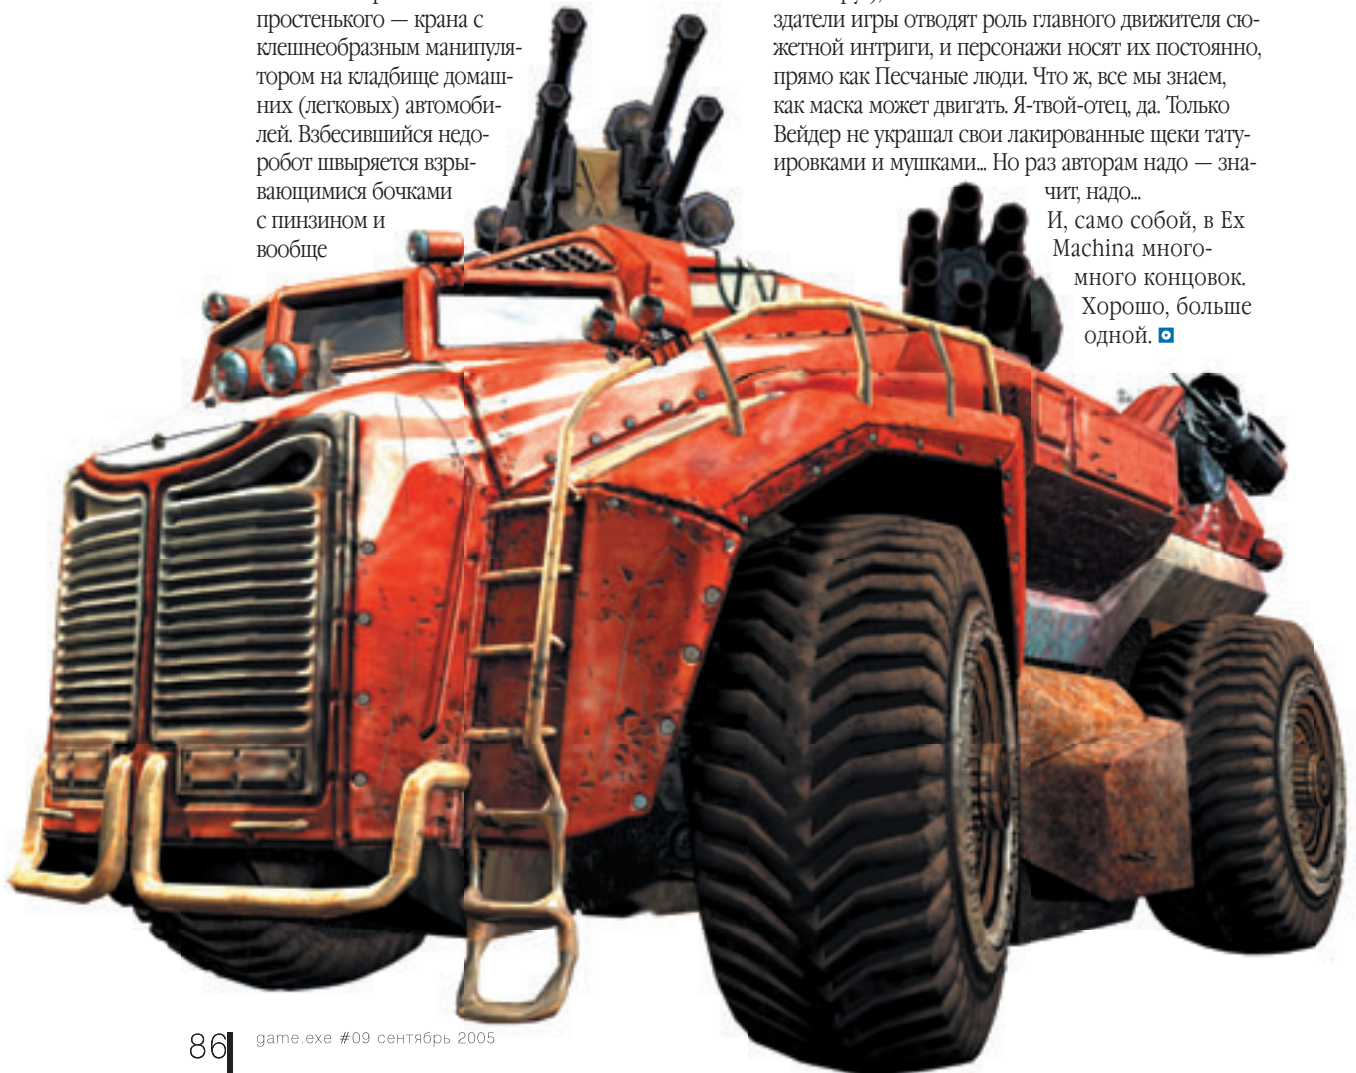 простенького — крана с
клешнеобразным манипуля-
тором на кладбище домаш-
них (легковых) автомоби-
лей. Взбесившийся недо-
робот швыряется взры-
вающимися бочками
с пинзином и
вообще
здатели игры отводят роль главного движителя сю-
жетной интриги, и персонажи носят их постоянно,
прямо как Песчаные люди. Что ж, все мы знаем,
как маска может двигать. Я-твой-отец, да. Только
Вейдер не украшал свои лакированные щеки тату-
ировками и мушками... Но раз авторам надо — зна-
чит, надо...
И, само собой, в Ex
Machina много-
много концовок.
Хорошо, больше
одной.
86 game.exe #09 сентябрь 2005